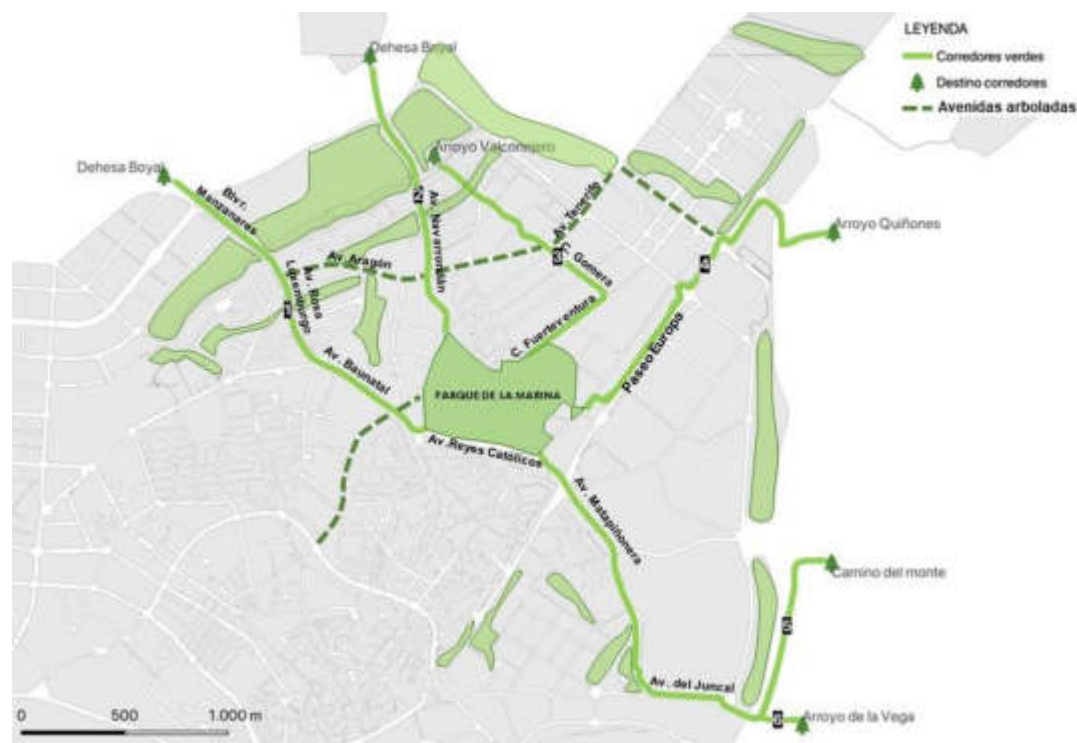 LEYENDA
Corredores verdes
Destino corredores
Avenidas arboladas
Dehesa Boyal
Arroyo Valconejero
Dehesa Boyal
Blvr.
Manzanares
Av. Navarrondán
Av. Tenerife
Arroyo Quiñones
Av. Aragón
C. Gomera
Av. Rosa
Luxemburgo
C. Fuerteventura
Paseo Europa
Av. Baunatal
PARQUE DE LA MARINA
Av. Reyes Católicos
Av. Matapiñonera
Camino del monte
Av. del Juncal
Arroyo de la Vega
0 500 1.000 m